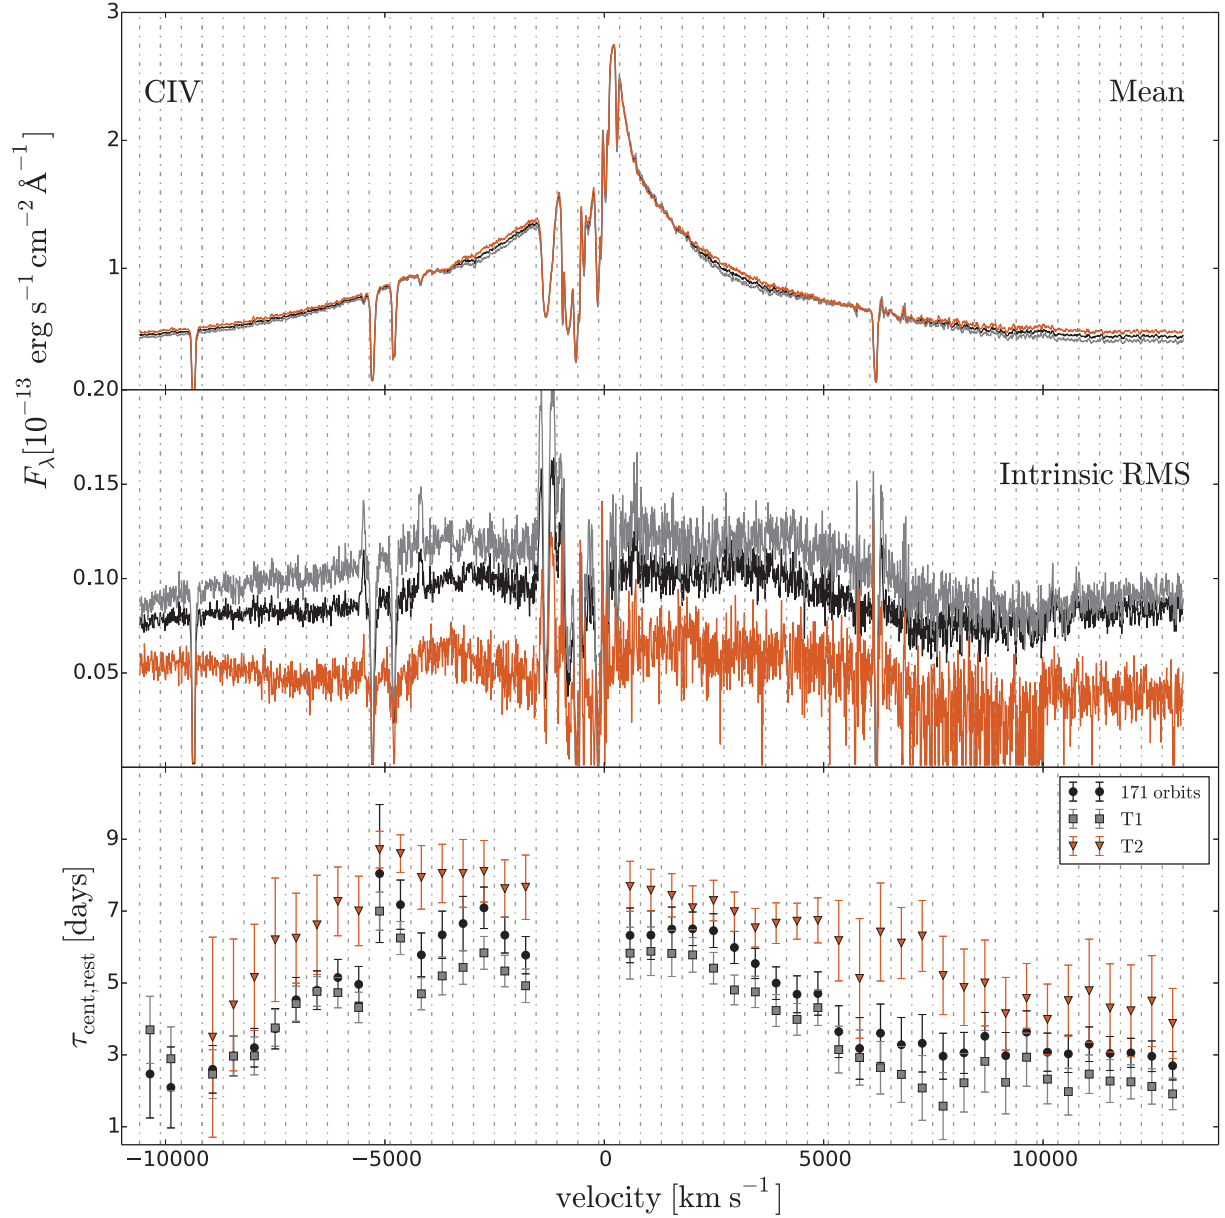 3
CIV
Mean
2
1
0.20
F_λ[10^−13 erg s^−1 cm^−2 Å^−1]
Intrinsic RMS
0.15
0.10
0.05
171 orbits
T1
T2
9
7
5
3
1
τ_cent,rest [days]
−10000 −5000 0 5000 10000
velocity [km s^−1]